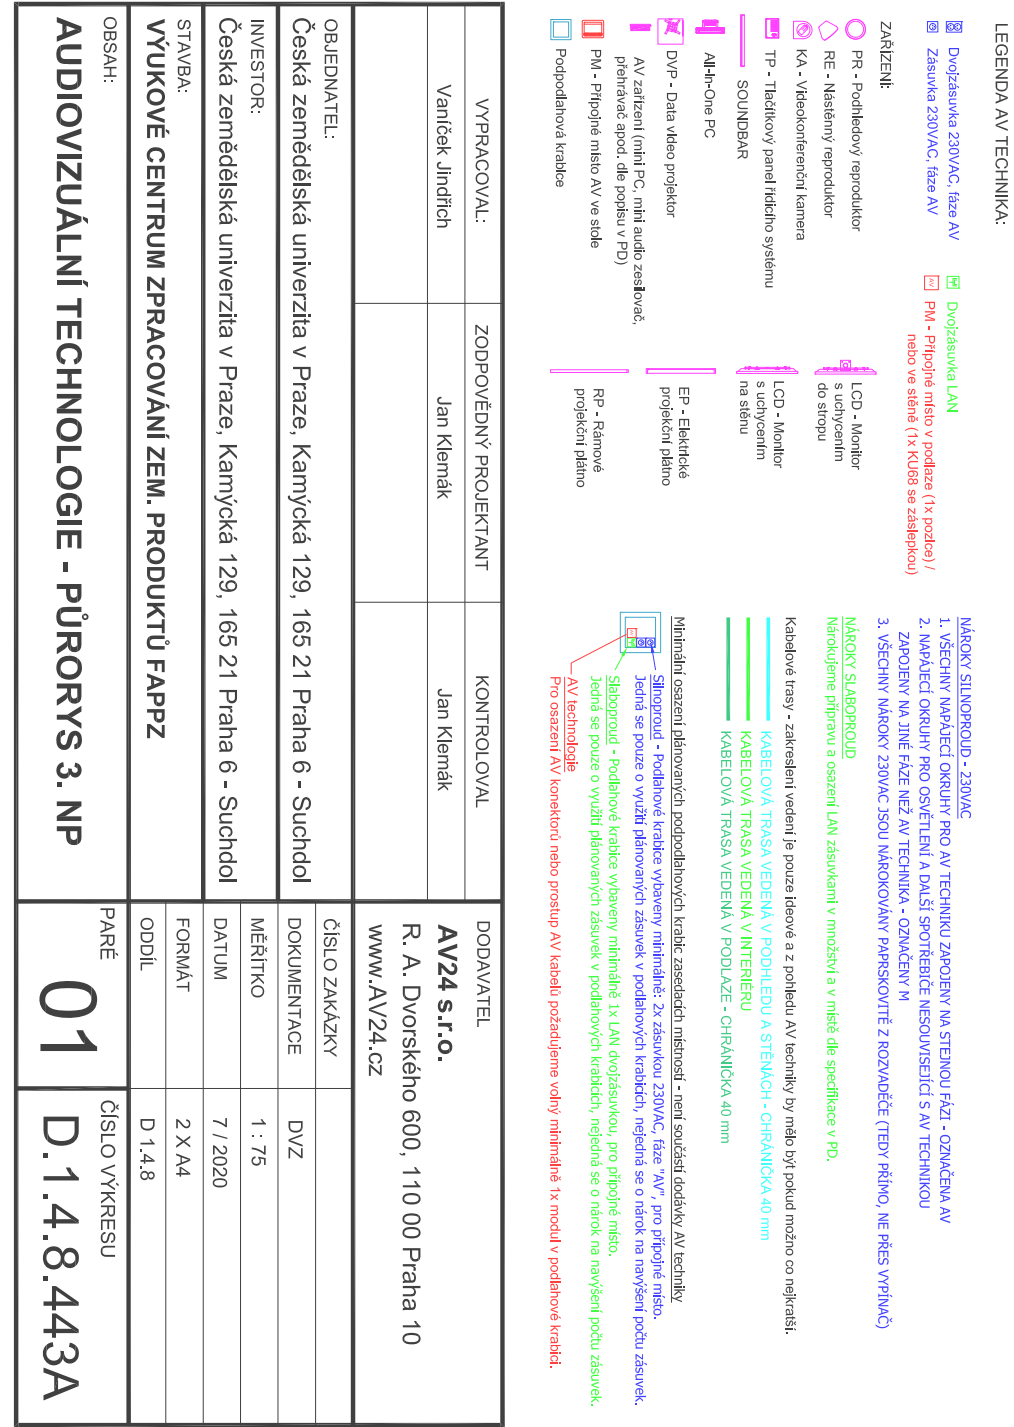 LEGENDA AV TECHNIKA:
Dvojzásuvka 230VAC, fáze AV
Zásuvka 230VAC, fáze AV
Dvojzásuvka LAN
PM - Přípojné místo v podlaze (1x pozice) /
nebo ve stěně (1x KU68 se záslepkou)
ZAŘÍZENÍ:
PR - Podhledový reproduktor
RE - Nástěnný reproduktor
KA - Videokonferenční kamera
TP - Tlačítkový panel řídícího systému
SOUNDBAR
All-In-One PC
DVP - Data video projektor
AV zařízení (mini PC, mini audio zesilovač,
přehrávač apod. dle popisu v PD)
PM - Přípojné místo AV ve stole
Podpodlahová krabice
LCD - Monitor
s uchycením
do stropu
LCD - Monitor
s uchycením
na stěnu
EP - Elektrické
projekční plátno
RP - Rámové
projekční plátno
NÁROKY SILNOPROUD - 230VAC
1. VŠECHNY NAPÁJECÍ OKRUHY PRO AV TECHNIKU ZAPOJENY NA STEJNOU FÁZI - OZNAČENA AV
2. NAPÁJECÍ OKRUHY PRO OSVĚTLENÍ A DALŠÍ SPOTŘEBIČE NESOUVISEJÍCÍ S AV TECHNIKOU
ZAPOJENY NA JINÉ FÁZE NEŽ AV TECHNIKA - OZNAČENY M
3. VŠECHNY NÁROKY 230VAC JSOU NÁROKOVÁNY PAPRSKOVITĚ Z ROZVADĚČE (TEDY PŘÍMO, NE PŘES VYPÍNAČ)
NÁROKY SLABOPROUD
Nárokujeme přípravu a osazení LAN zásuvkami v množství a v místě dle specifikace v PD.
Kabelové trasy - zakreslení vedení je pouze ideové a z pohledu AV techniky by mělo být pokud možno co nejkratší.
KABELOVÁ TRASA VEDENÁ V PODHLEDU A STĚNÁCH - CHRÁNIČKA 40 mm
KABELOVÁ TRASA VEDENÁ V INTERIÉRU
KABELOVÁ TRASA VEDENÁ V PODLAZE - CHRÁNIČKA 40 mm
Minimální osazení plánovaných podpodlahových krabic zasedacích místností - není součástí dodávky AV techniky
Silnoproud - Podlahové krabice vybaveny minimálně: 2x zásuvkou 230VAC, fáze "AV", pro přípojné místo.
Jedná se pouze o využití plánovaných zásuvek v podlahových krabicích, nejedná se o nárok na navýšení počtu zásuvek.
Slaboproud - Podlahové krabice vybaveny minimálně 1x LAN dvojzásuvkou, pro přípojné místo.
Jedná se pouze o využití plánovaných zásuvek v podlahových krabicích, nejedná se o nárok na navýšení počtu zásuvek.
AV technologie
Pro osazení AV konektorů nebo prostup AV kabelů požadujeme volný minimálně 1x modul v podlahové krabici.
VYPRACOVAL:
ZODPOVĚDNÝ PROJEKTANT
KONTROLOVAL
Vaníček Jindřich
Jan Klemák
Jan Klemák
DODAVATEL
AV24 s.r.o.
R. A. Dvorského 600, 110 00 Praha 10
www.AV24.cz
OBJEDNATEL:
Česká zemědělská univerzita v Praze, Kamýcká 129, 165 21 Praha 6 - Suchdol
INVESTOR:
Česká zemědělská univerzita v Praze, Kamýcká 129, 165 21 Praha 6 - Suchdol
STAVBA:
VÝUKOVÉ CENTRUM ZPRACOVÁNÍ ZEM. PRODUKTŮ FAPPZ
OBSAH:
AUDIOVIZUÁLNÍ TECHNOLOGIE - PŮRORYS 3. NP
ČÍSLO ZAKÁZKY
DOKUMENTACE DVZ
MĚŘÍTKO 1 : 75
DATUM 7 / 2020
FORMÁT 2 X A4
ODDÍL D 1.4.8
PARÉ
01
ČÍSLO VÝKRESU
D.1.4.8.443A